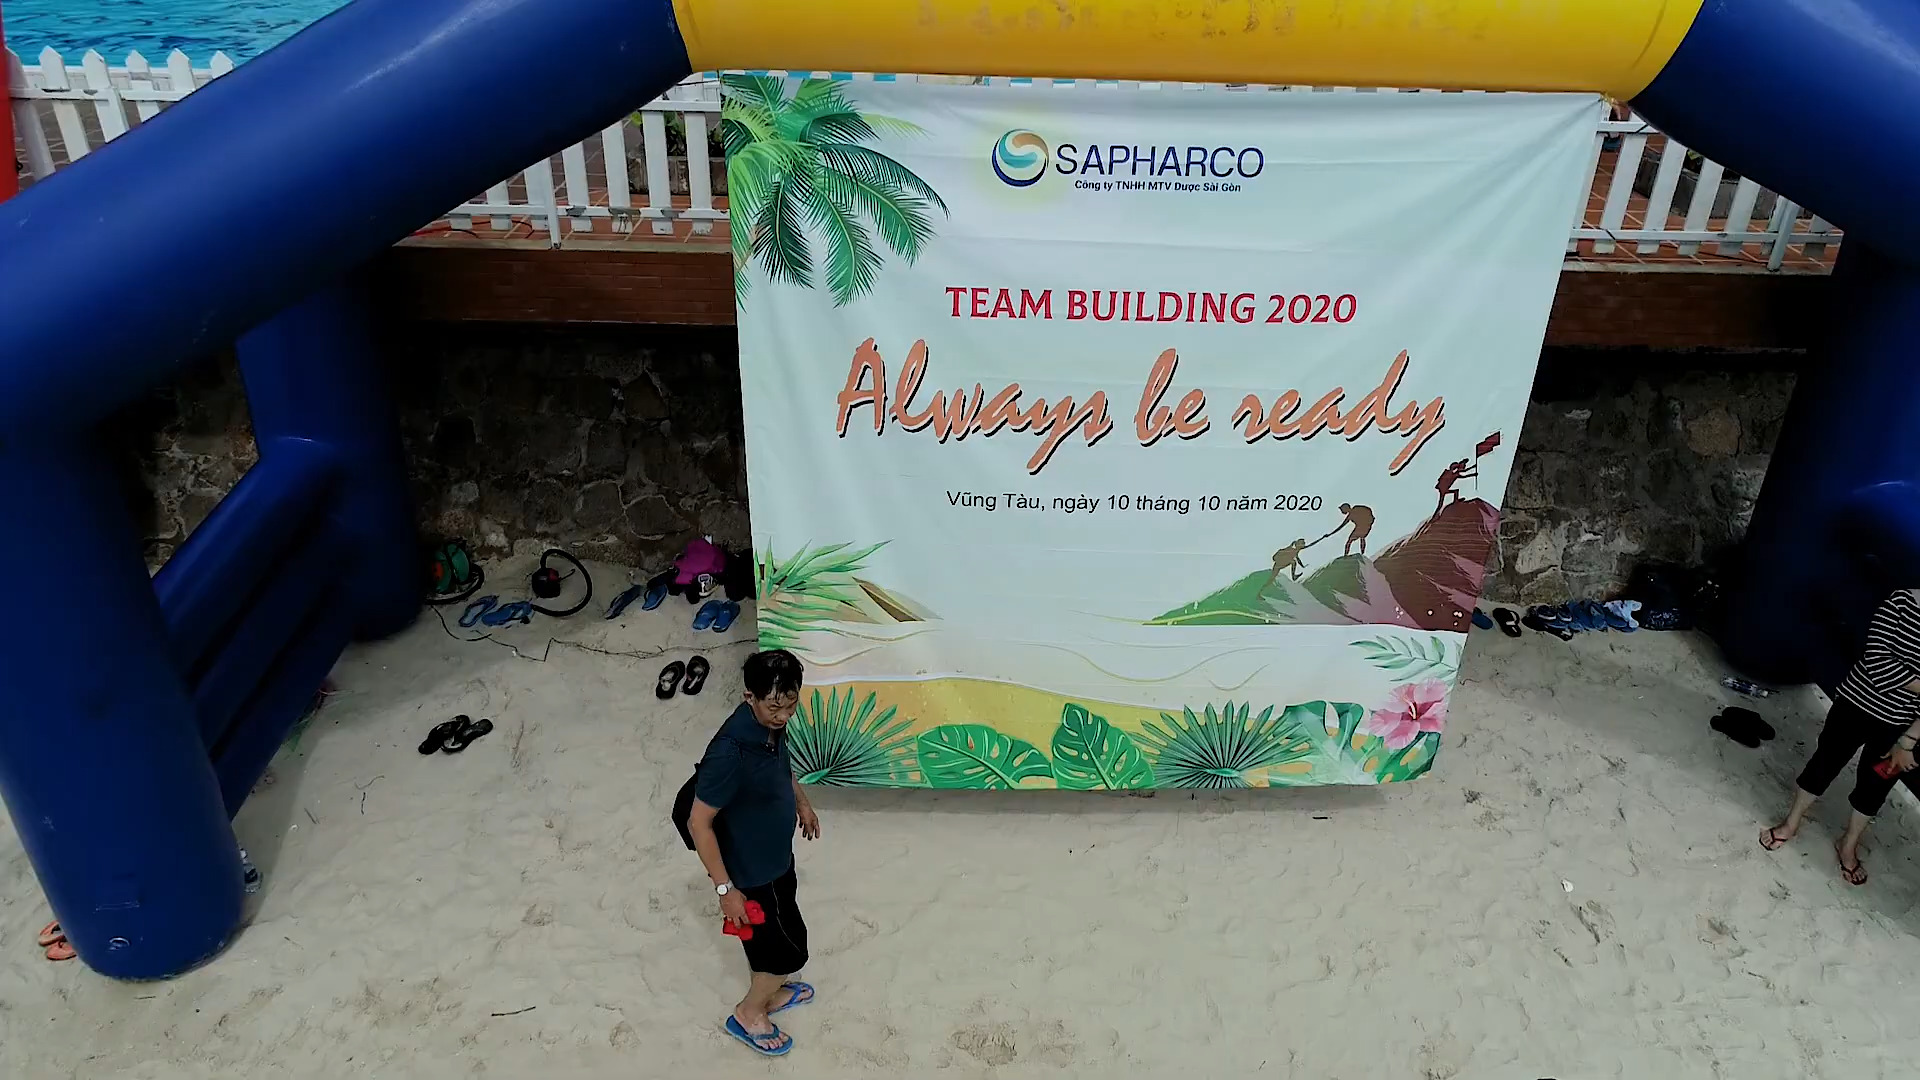 SAPHARCO
Công ty TNHH MTV Dược Sài Gòn
TEAM BUILDING 2020
Always be ready
Vũng Tàu, ngày 10 tháng 10 năm 2020